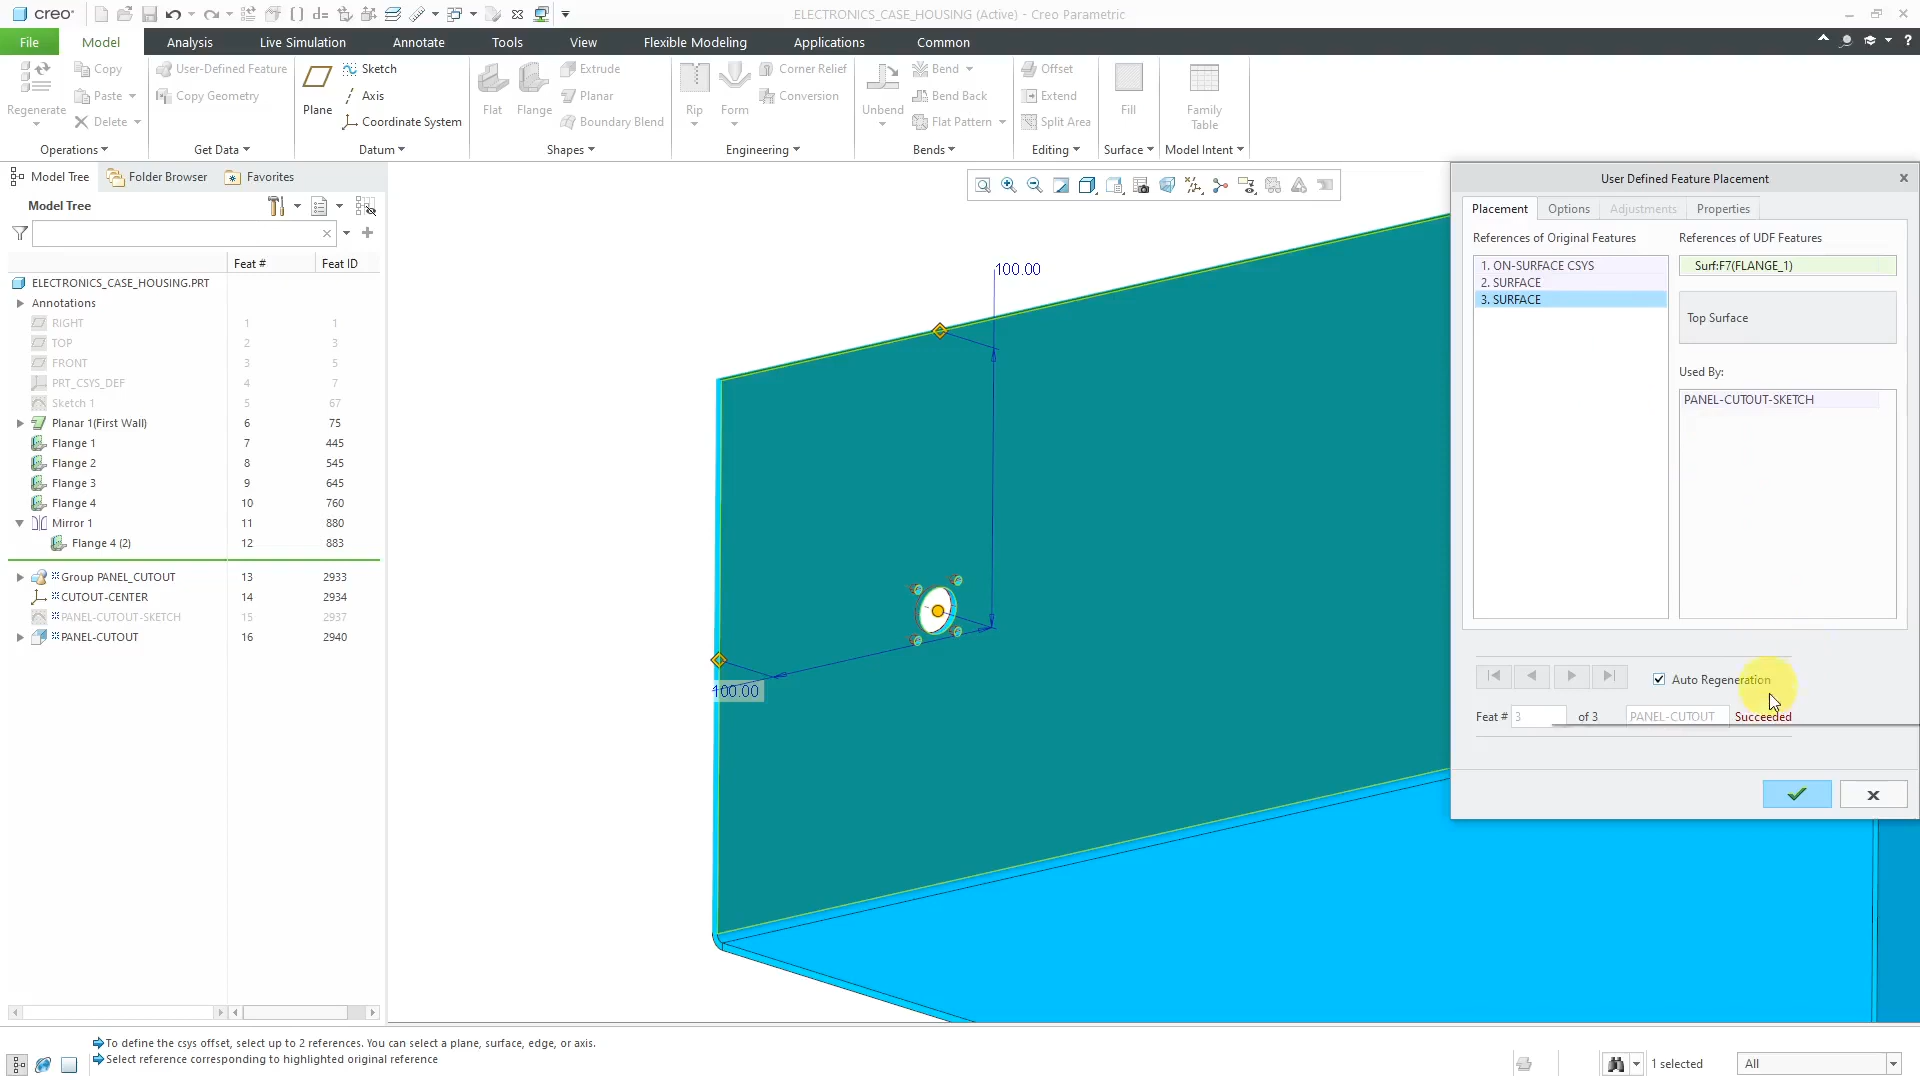 creo
d=
ELECTRONICS_CASE_HOUSING (Active) - Creo Parametric
File
Model
Analysis
Live Simulation
Annotate
Tools
View
Flexible Modeling
Applications
Common
Regenerate
Copy
Paste
Delete
Operations
User-Defined Feature
Copy Geometry
Get Data
Plane
Sketch
Axis
Coordinate System
Datum
Flat
Flange
Extrude
Planar
Boundary Blend
Shapes
Rip
Form
Corner Relief
Conversion
Engineering
Unbend
Bend
Bend Back
Flat Pattern
Bends
Offset
Extend
Split Area
Editing
Fill
Surface
Family
Table
Model Intent
Model Tree
Folder Browser
Favorites
Model Tree
Feat #
Feat ID
ELECTRONICS_CASE_HOUSING.PRT
Annotations
RIGHT 1 1
TOP 2 3
FRONT 3 5
PRT_CSYS_DEF 4 7
Sketch 1 5 67
Planar 1(First Wall) 6 75
Flange 1 7 445
Flange 2 8 545
Flange 3 9 645
Flange 4 10 760
Mirror 1 11 880
Flange 4 (2) 12 883
Group PANEL_CUTOUT 13 2933
CUTOUT-CENTER 14 2934
PANEL-CUTOUT-SKETCH 15 2937
PANEL-CUTOUT 16 2940
100.00
100.00
User Defined Feature Placement
Placement
Options
Adjustments
Properties
References of Original Features
References of UDF Features
1. ON-SURFACE CSYS
2. SURFACE
3. SURFACE
Surf:F7(FLANGE_1)
Top Surface
Used By:
PANEL-CUTOUT-SKETCH
Auto Regeneration
Feat # 3 of 3 PANEL-CUTOUT Succeeded
To define the csys offset, select up to 2 references. You can select a plane, surface, edge, or axis.
Select reference corresponding to highlighted original reference
1 selected
All